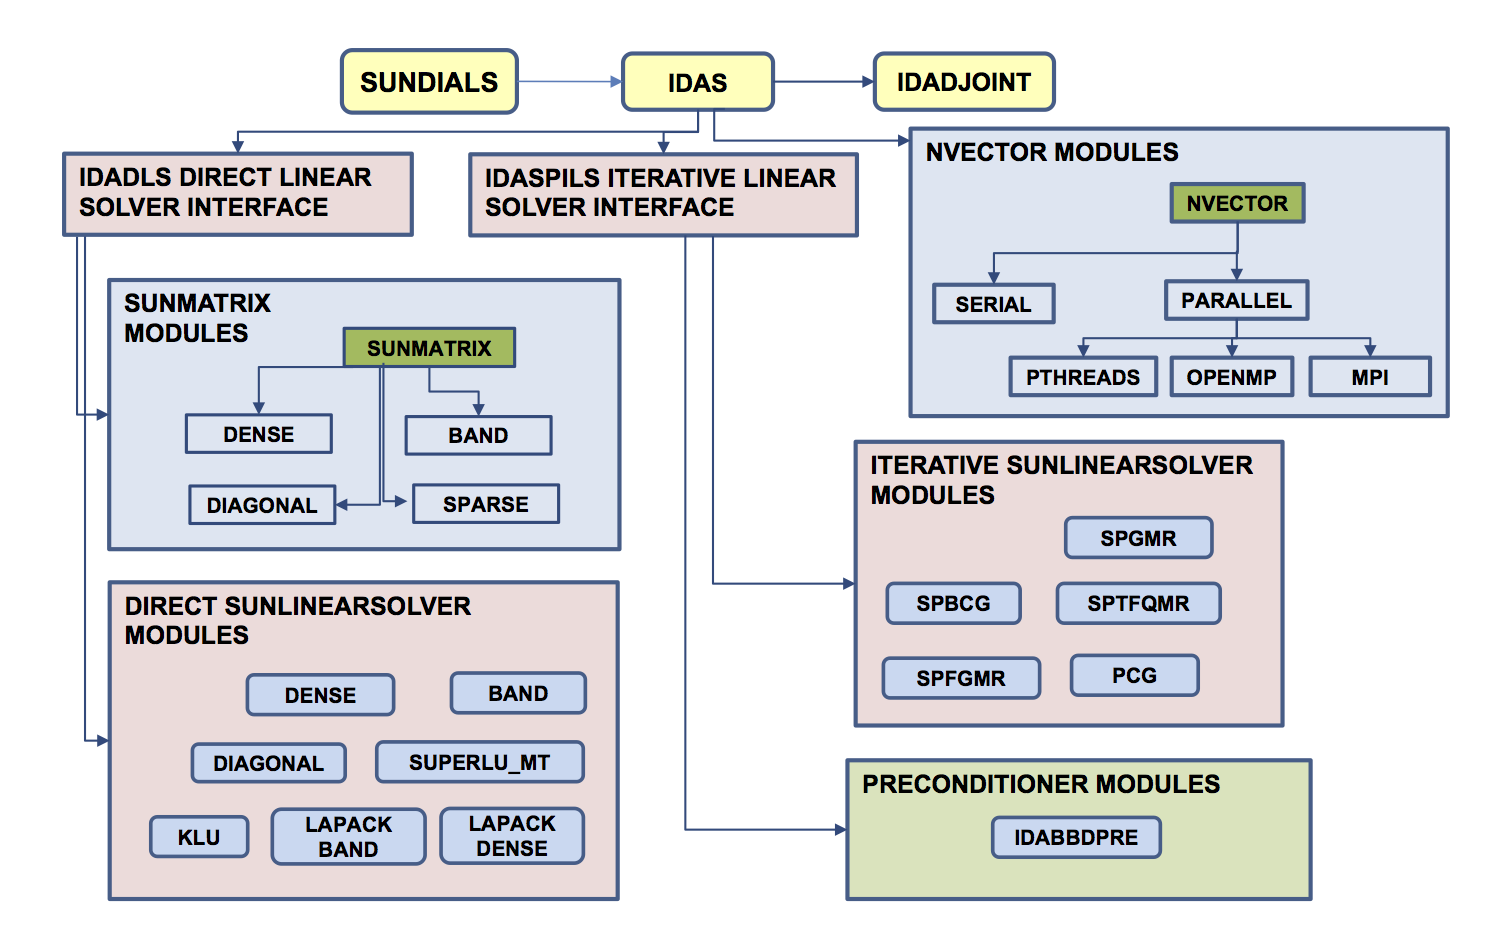 SUNDIALS
IDAS
IDADJOINT
IDADLS DIRECT LINEAR
SOLVER INTERFACE
IDASPILS ITERATIVE LINEAR
SOLVER INTERFACE
NVECTOR MODULES
NVECTOR
SERIAL
PARALLEL
PTHREADS
OPENMP
MPI
SUNMATRIX
MODULES
SUNMATRIX
DENSE
BAND
DIAGONAL
SPARSE
ITERATIVE SUNLINEARSOLVER
MODULES
SPGMR
SPBCG
SPTFQMR
SPFGMR
PCG
DIRECT SUNLINEARSOLVER
MODULES
DENSE
BAND
DIAGONAL
SUPERLU_MT
KLU
LAPACK
BAND
LAPACK
DENSE
PRECONDITIONER MODULES
IDABBDPRE